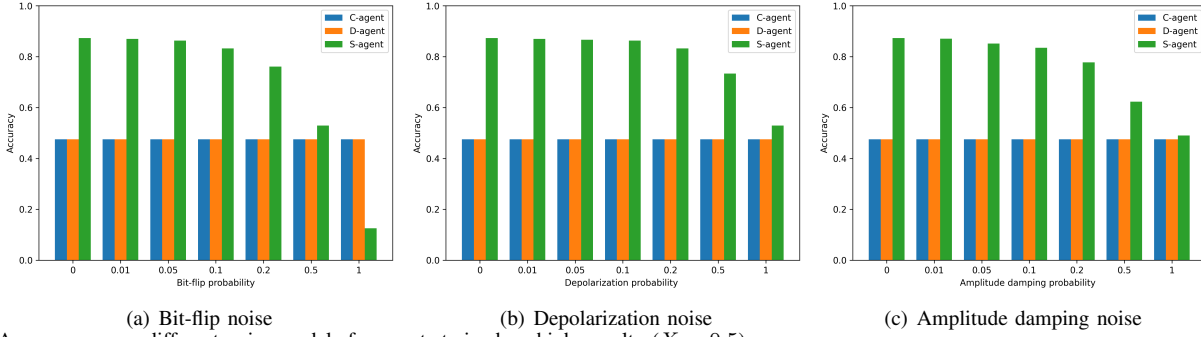 1.0
0.8
0.6
0.4
0.2
0.0
Accuracy
C-agent
D-agent
S-agent
0 0.01 0.05 0.1 0.2 0.5 1
Bit-flip probability
(a) Bit-flip noise
1.0
0.8
0.6
0.4
0.2
0.0
Accuracy
C-agent
D-agent
S-agent
0 0.01 0.05 0.1 0.2 0.5 1
Depolarization probability
(b) Depolarization noise
1.0
0.8
0.6
0.4
0.2
0.0
Accuracy
C-agent
D-agent
S-agent
0 0.01 0.05 0.1 0.2 0.5 1
Amplitude damping probability
(c) Amplitude damping noise